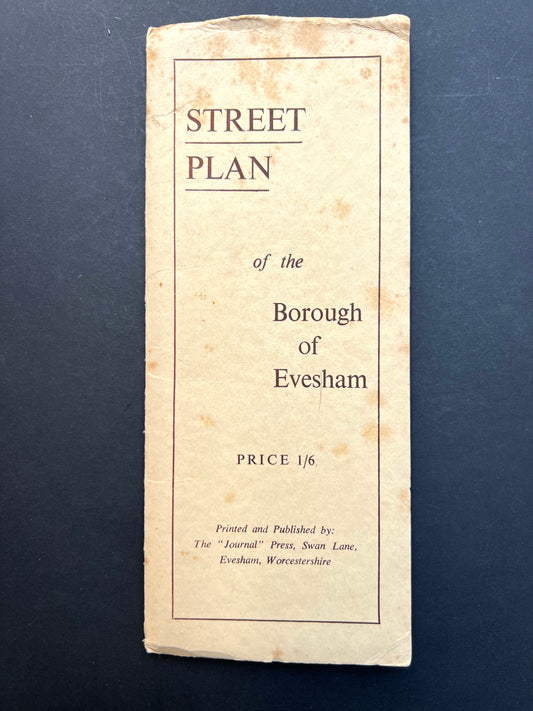 STREET
PLAN
of the
Borough
of
Evesham
PRICE 1/6
Printed and Published by:
The "Journal" Press, Swan Lane,
Evesham, Worcestershire